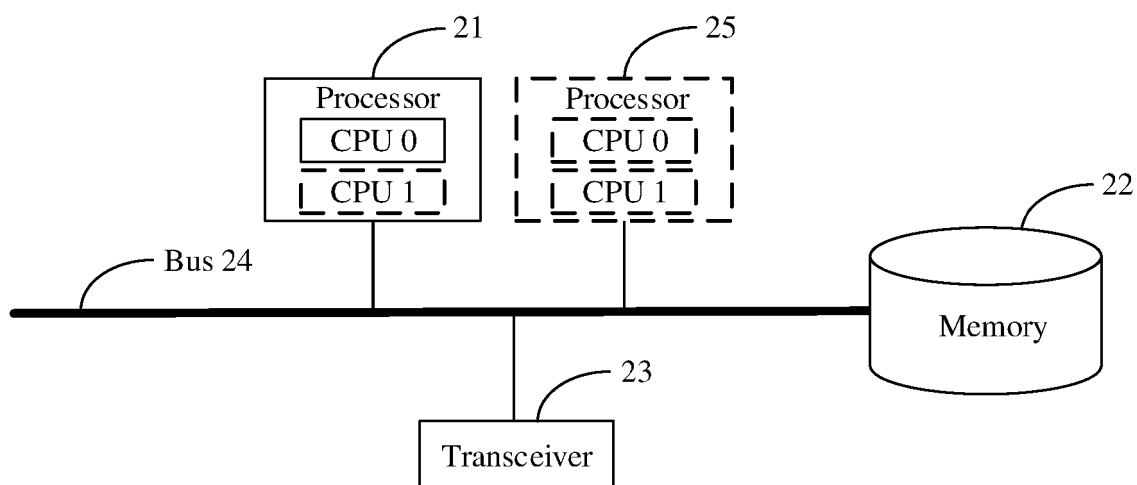 21
25
Processor
CPU 0
CPU 1
Processor
CPU 0
CPU 1
22
Bus 24
Memory
23
Transceiver